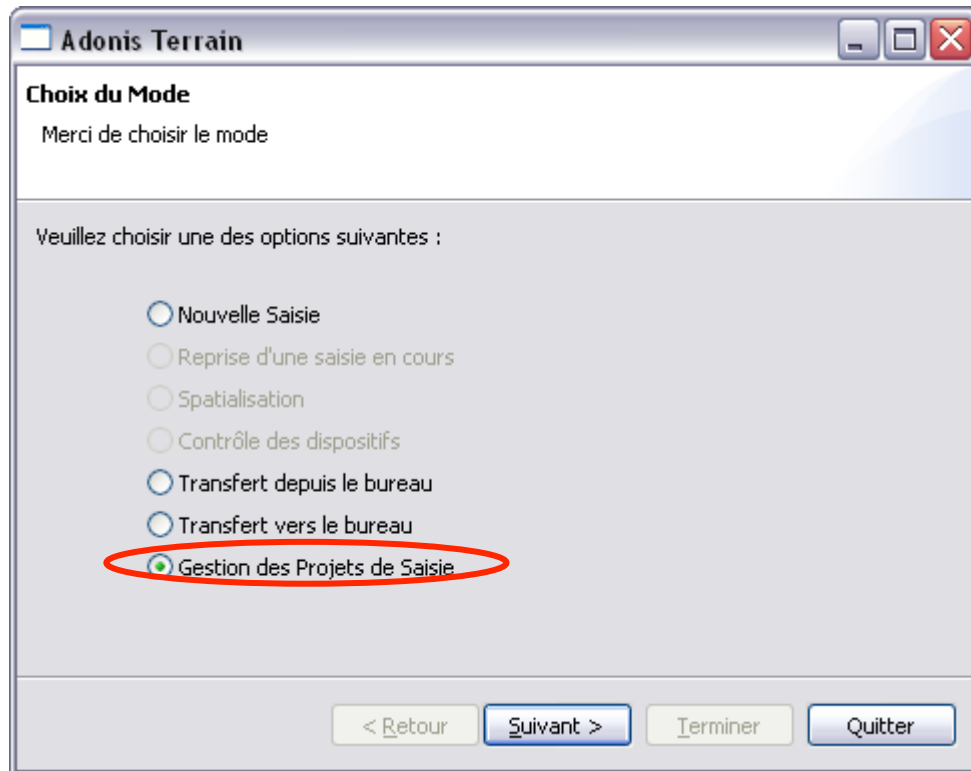 Adonis Terrain
Choix du Mode
Merci de choisir le mode
Veuillez choisir une des options suivantes :
Nouvelle Saisie
Reprise d'une saisie en cours
Spatialisation
Contrôle des dispositifs
Transfert depuis le bureau
Transfert vers le bureau
Gestion des Projets de Saisie
< Retour
Suivant >
Terminer
Quitter